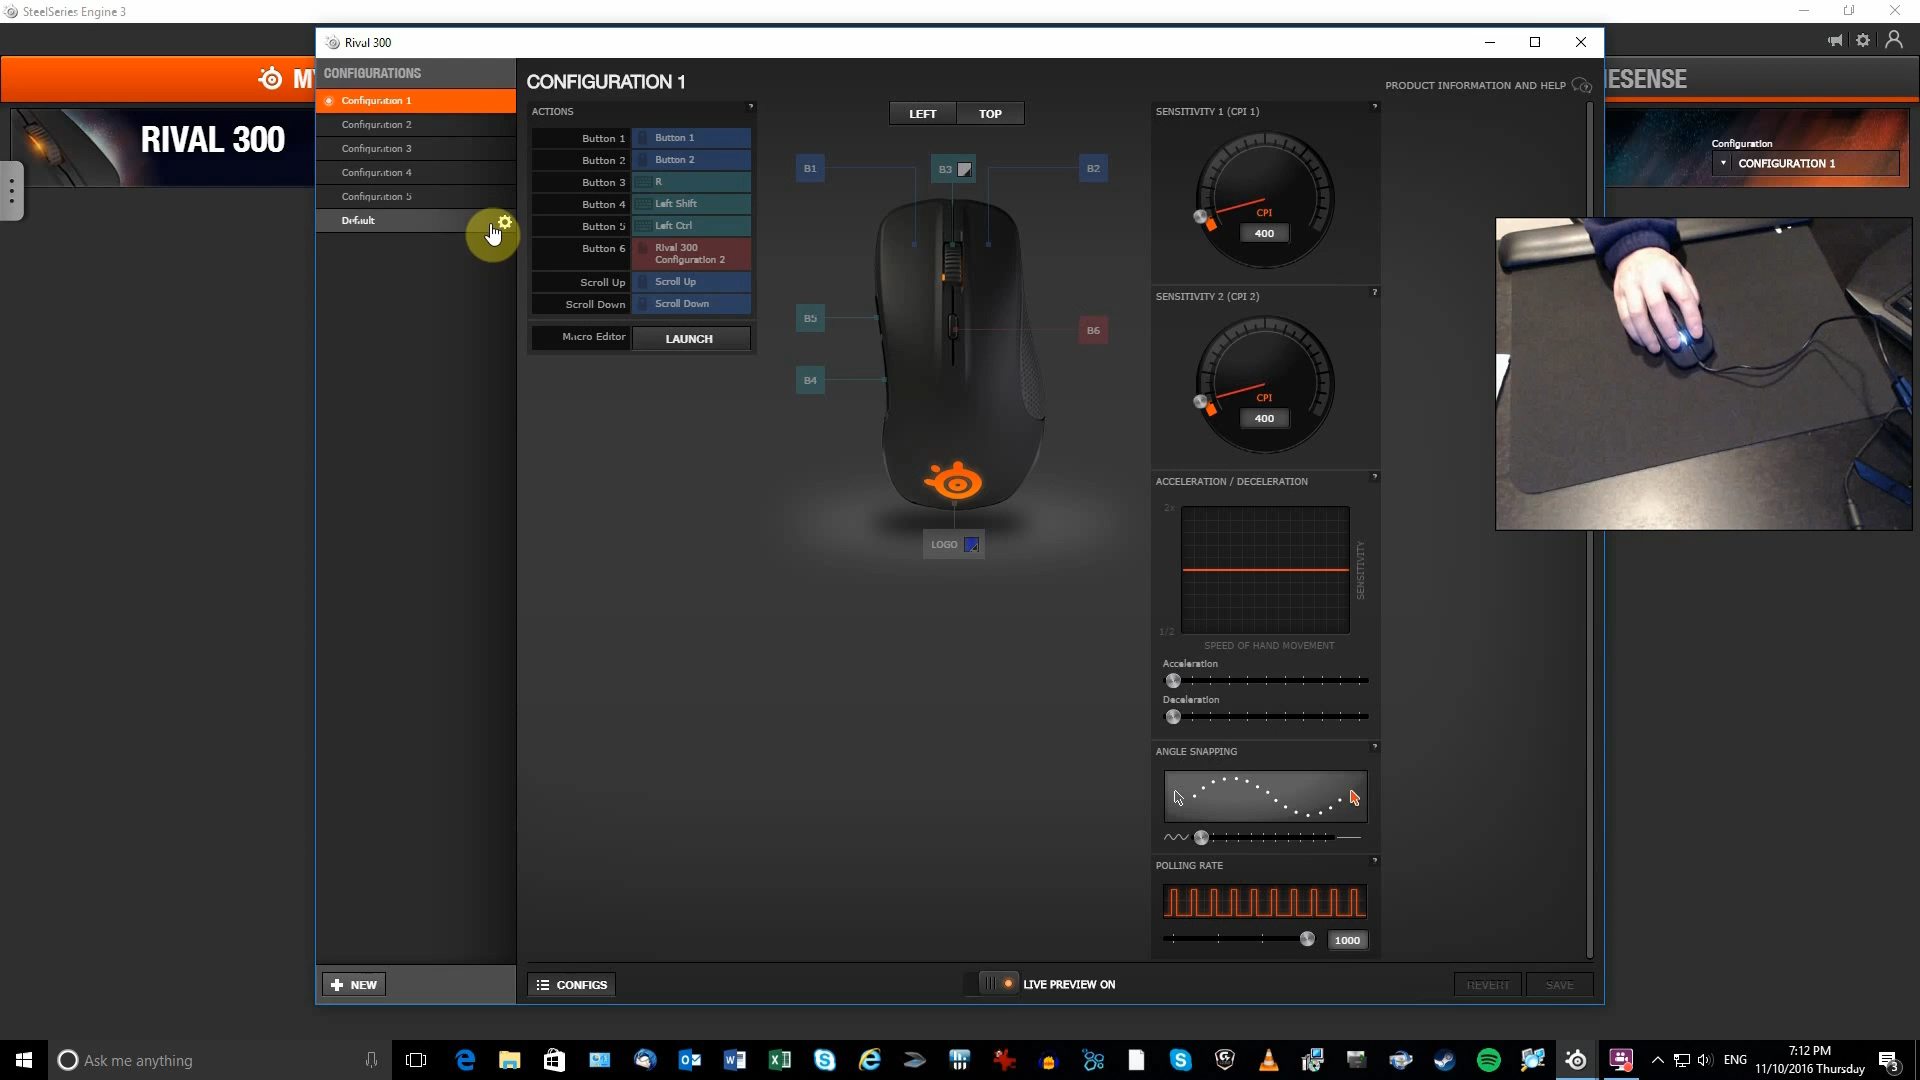 SteelSeries Engine 3
Rival 300
CONFIGURATIONS
Configuration 1
Configuration 2
Configuration 3
Configuration 4
Configuration 5
Default
NEW
RIVAL 300
CONFIGURATION 1
PRODUCT INFORMATION AND HELP
ESENSE
Configuration
CONFIGURATION 1
ACTIONS ?
Button 1 Button 1
Button 2 Button 2
Button 3 R
Button 4 Left Shift
Button 5 Left Ctrl
Button 6 Rival 300
Configuration 2
Scroll Up Scroll Up
Scroll Down Scroll Down
Macro Editor LAUNCH
LEFT TOP
B1 B3 B2
B5 B6
B4
LOGO
SENSITIVITY 1 (CPI 1) ?
CPI
400
SENSITIVITY 2 (CPI 2) ?
CPI
400
ACCELERATION / DECELERATION ?
2x
SENSITIVITY
1/2
SPEED OF HAND MOVEMENT
Acceleration
Deceleration
ANGLE SNAPPING ?
POLLING RATE ?
1000
CONFIGS
LIVE PREVIEW ON
REVERT SAVE
Ask me anything
ENG
7:12 PM
11/10/2016 Thursday
3